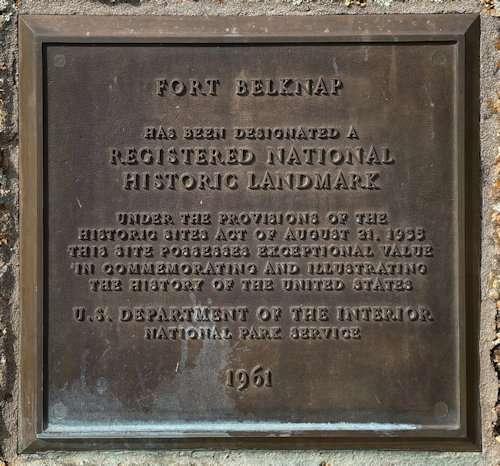 FORT BELKNAP
HAS BEEN DESIGNATED A
REGISTERED NATIONAL
HISTORIC LANDMARK
UNDER THE PROVISIONS OF THE
HISTORIC SITES ACT OF AUGUST 21, 1935
THIS SITE POSSESSES EXCEPTIONAL VALUE
IN COMMEMORATING AND ILLUSTRATING
THE HISTORY OF THE UNITED STATES
U.S. DEPARTMENT OF THE INTERIOR
NATIONAL PARK SERVICE
1961